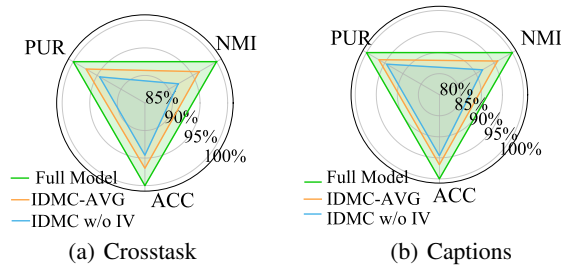 PUR
NMI
85%
90%
95%
100%
ACC
Full Model
IDMC-AVG
IDMC w/o IV
(a) Crosstask
PUR
NMI
80%
85%
90%
95%
100%
ACC
Full Model
IDMC-AVG
IDMC w/o IV
(b) Captions